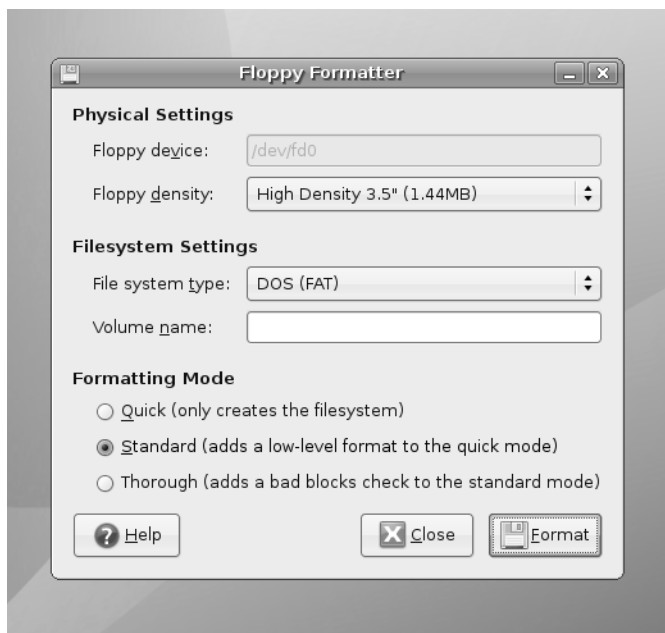 Floppy Formatter
Physical Settings
Floppy device: /dev/fd0
Floppy density: High Density 3.5" (1.44MB)
Filesystem Settings
File system type: DOS (FAT)
Volume name:
Formatting Mode
Quick (only creates the filesystem)
Standard (adds a low-level format to the quick mode)
Thorough (adds a bad blocks check to the standard mode)
Help Close Format